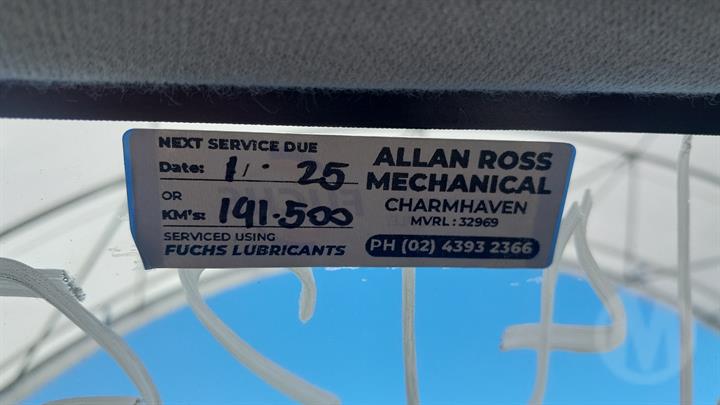 NEXT SERVICE DUE
Date: 1/ · 25
OR
KM's: 191.500
SERVICED USING
FUCHS LUBRICANTS
ALLAN ROSS
MECHANICAL
CHARMHAVEN
MVRL : 32969
PH (02) 4393 2366
M